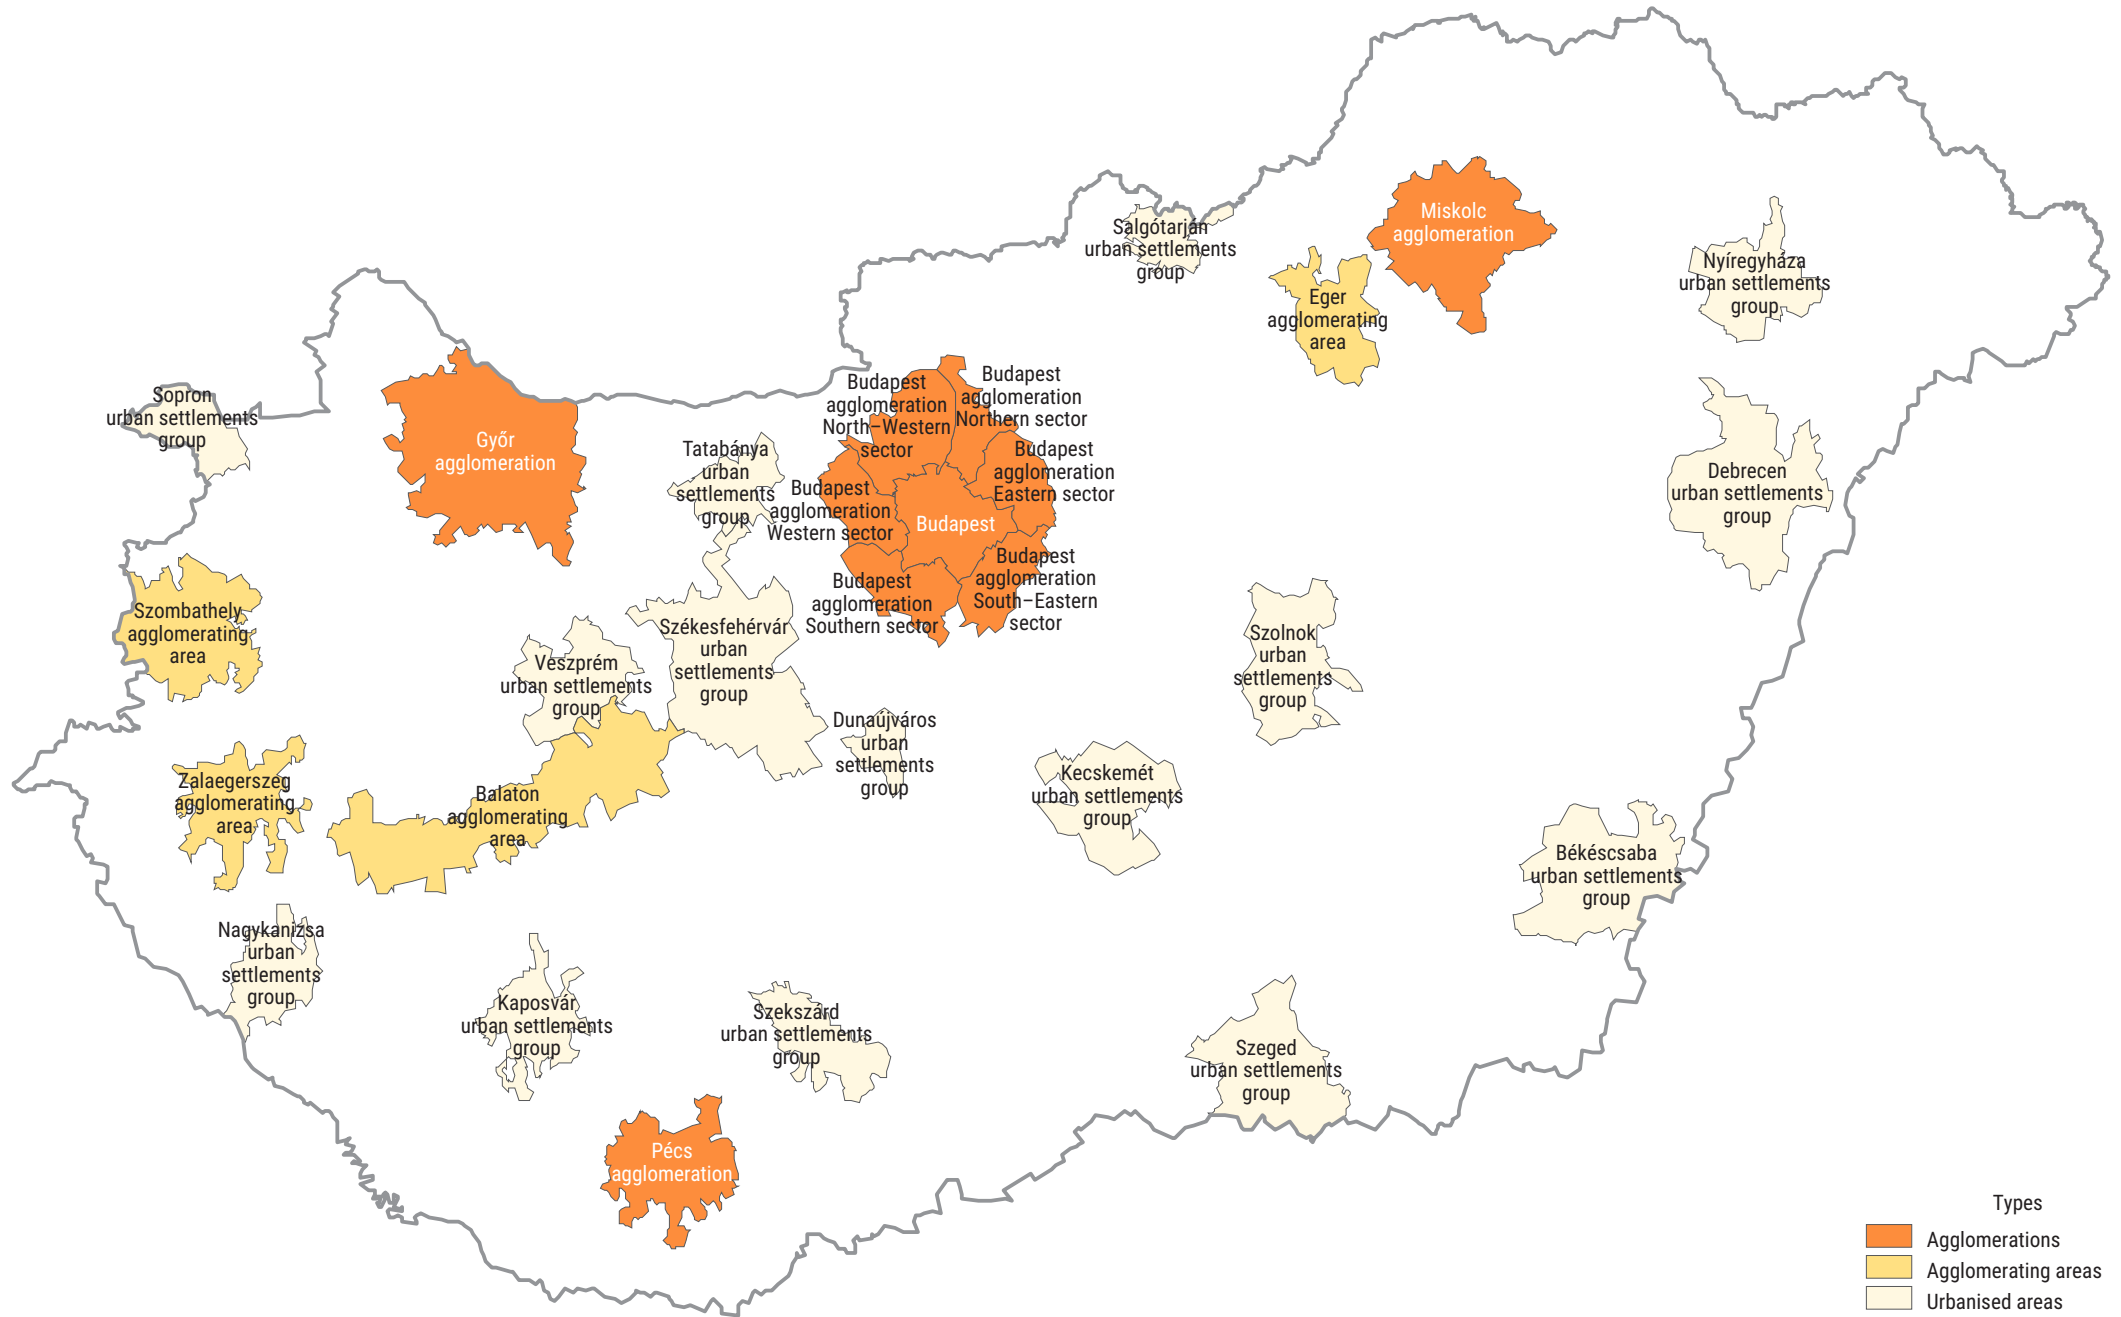 Miskolc
agglomeration
Salgótarján
urban settlements
group
Nyíregyháza
urban settlements
group
Eger
agglomerating
area
Sopron
urban settlements
group
Győr
agglomeration
Budapest
agglomeration
North–Western
sector
Budapest
agglomeration
Northern sector
Budapest
agglomeration
Eastern sector
Tatabánya
urban
settlements
group
Budapest
agglomeration
Western sector
Budapest
Debrecen
urban settlements
group
Budapest
agglomeration
South–Eastern
sector
Budapest
agglomeration
Southern sector
Szombathely
agglomerating
area
Székesfehérvár
urban
settlements
group
Veszprém
urban settlements
group
Szolnok
urban
settlements
group
Dunaújváros
urban
settlements
group
Zalaegerszeg
agglomerating
area
Balaton
agglomerating
area
Kecskemét
urban settlements
group
Békéscsaba
urban settlements
group
Nagykanizsa
urban
settlements
group
Kaposvár
urban settlements
group
Szekszárd
urban settlements
group
Szeged
urban settlements
group
Pécs
agglomeration
Types
Agglomerations
Agglomerating areas
Urbanised areas